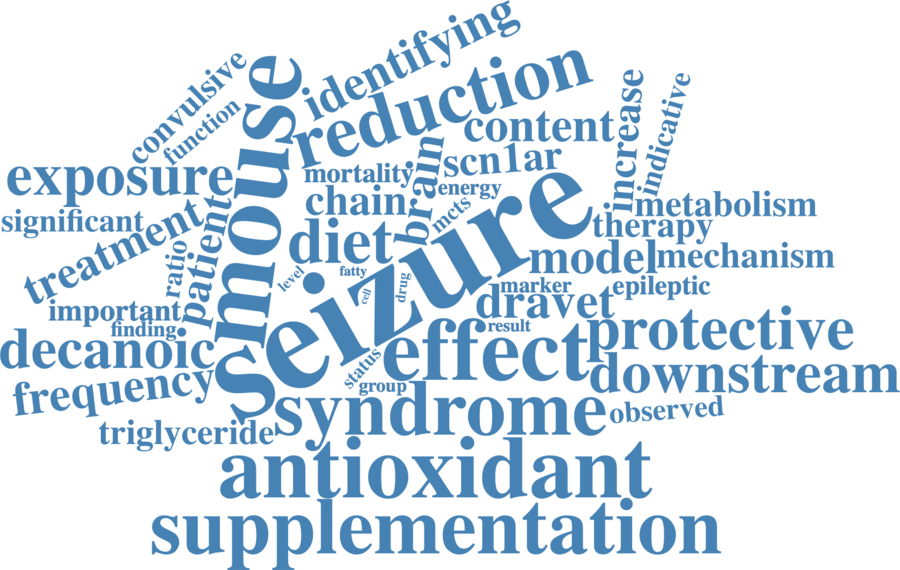 identifying
convulsive
function
mouse
reduction
content
increase
indicative
exposure
mortality
brain
scn1ar
energy
chain
mcts
seizure
metabolism
significant
treatment
patient
ratio
diet
therapy
model
mechanism
level
fatty
cell
drug
marker
epileptic
important
finding
dravet
result
protective
decanoic
effect
status
group
downstream
frequency
syndrome
observed
triglyceride
antioxidant
supplementation